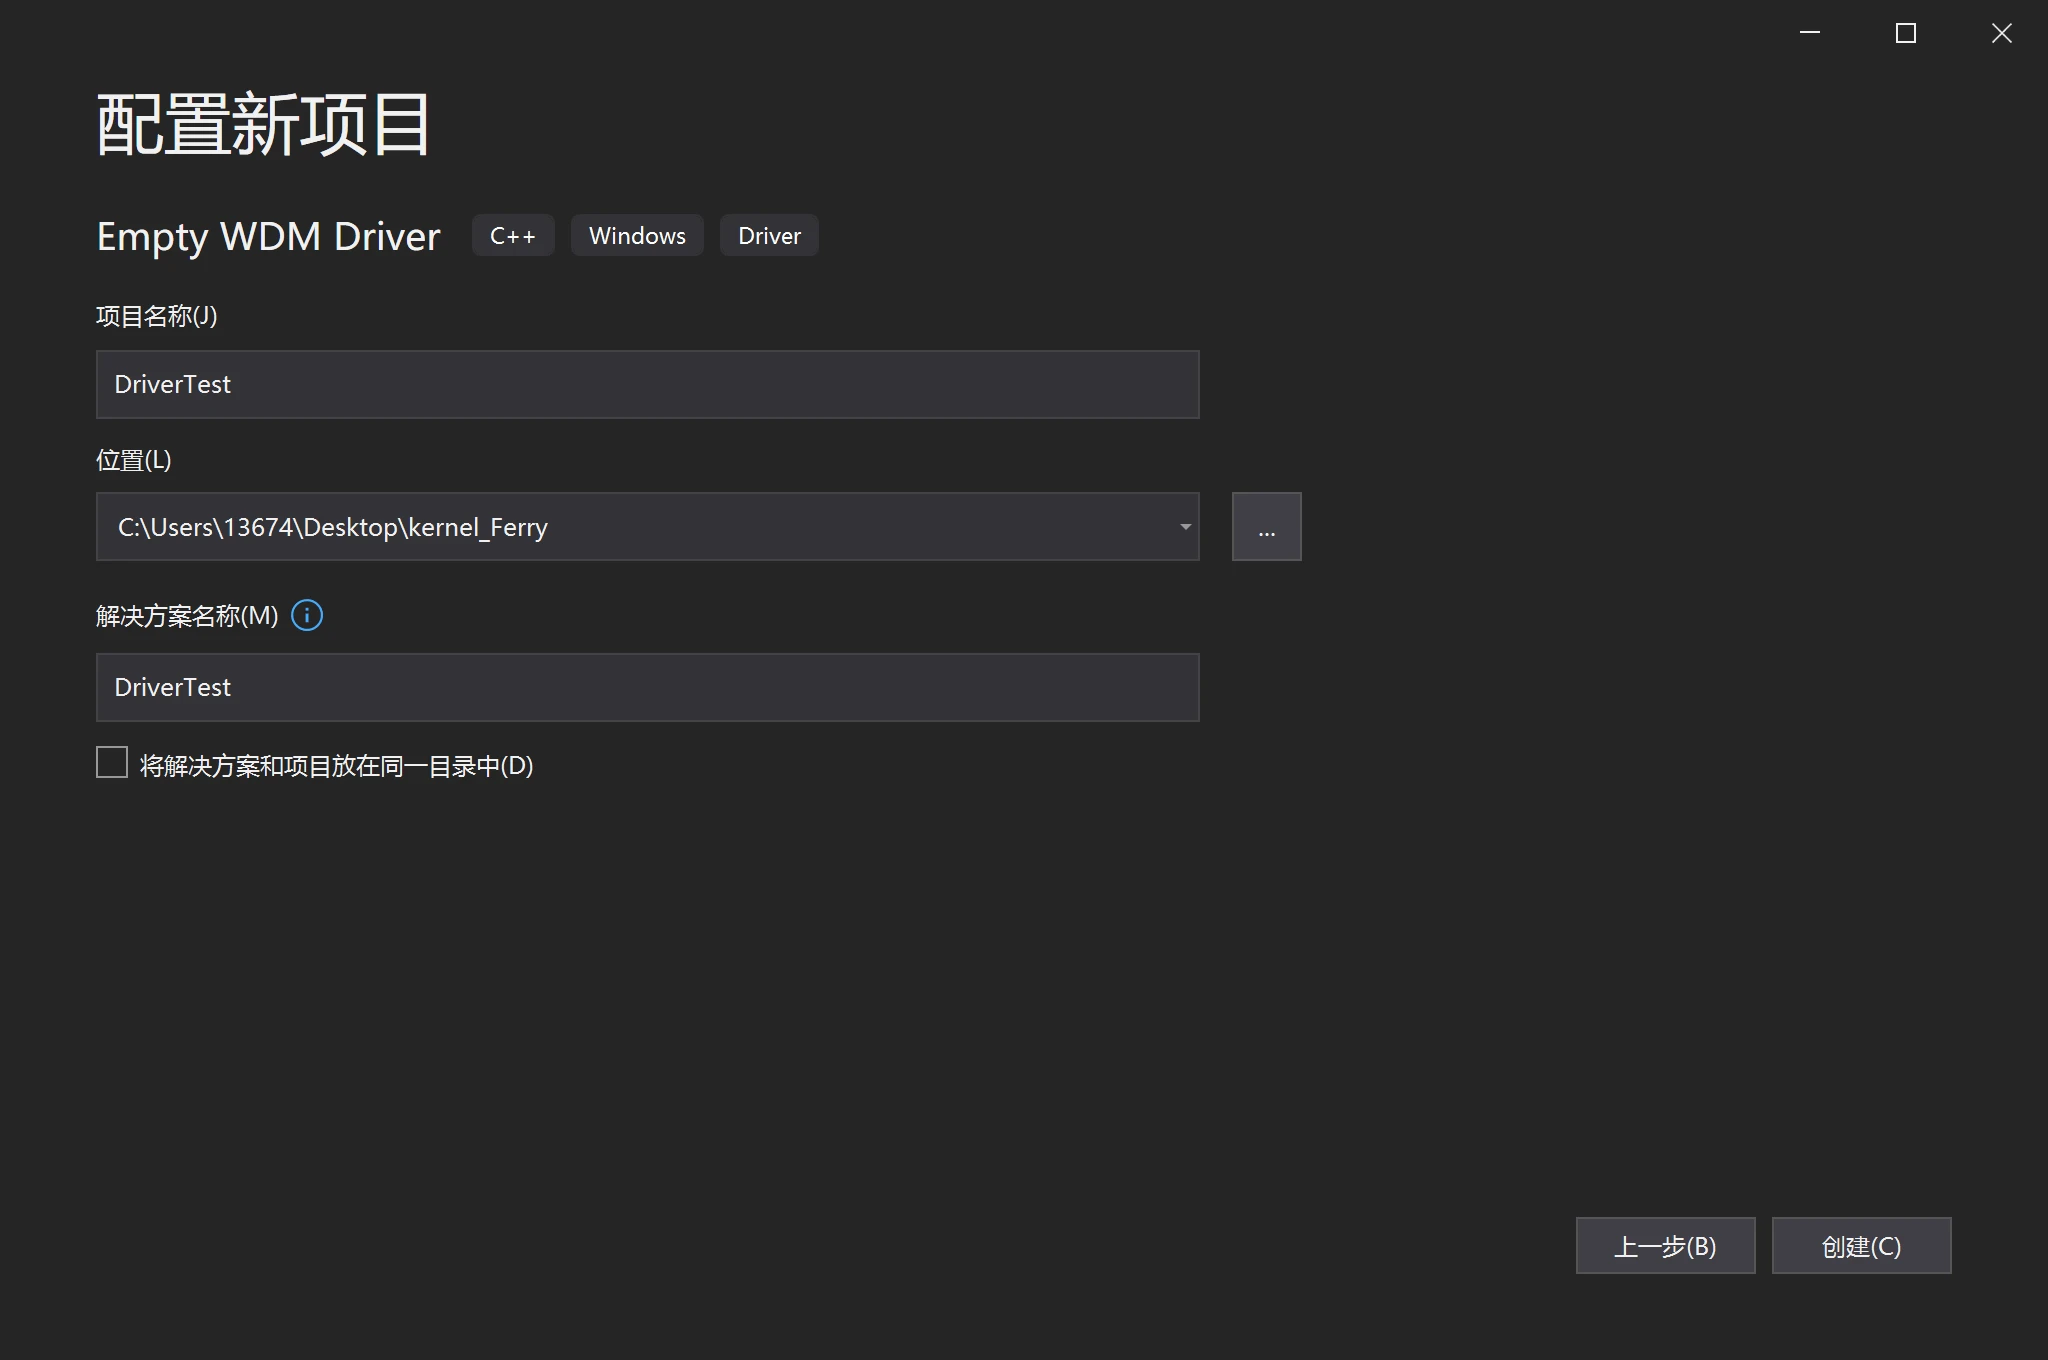 配置新项目
Empty WDM Driver C++ Windows Driver
项目名称(J)
DriverTest
位置(L)
C:\Users\13674\Desktop\kernel_Ferry ...
解决方案名称(M)
DriverTest
将解决方案和项目放在同一目录中(D)
上一步(B) 创建(C)